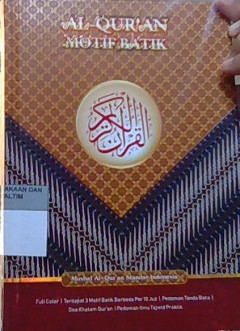 AL-QUR'AN
MOTIF BATIK
القرآن الكريم
AKAAN DAN
ALTIM
Mushaf Al-Qur'an Standar Indonesia
Full Color | Terdapat 3 Motif Batik Berbeda Per 10 Juz | Pedoman Tanda Baca |
Doa Khatam Qur'an | Pedoman Ilmu Tajwid Praktis